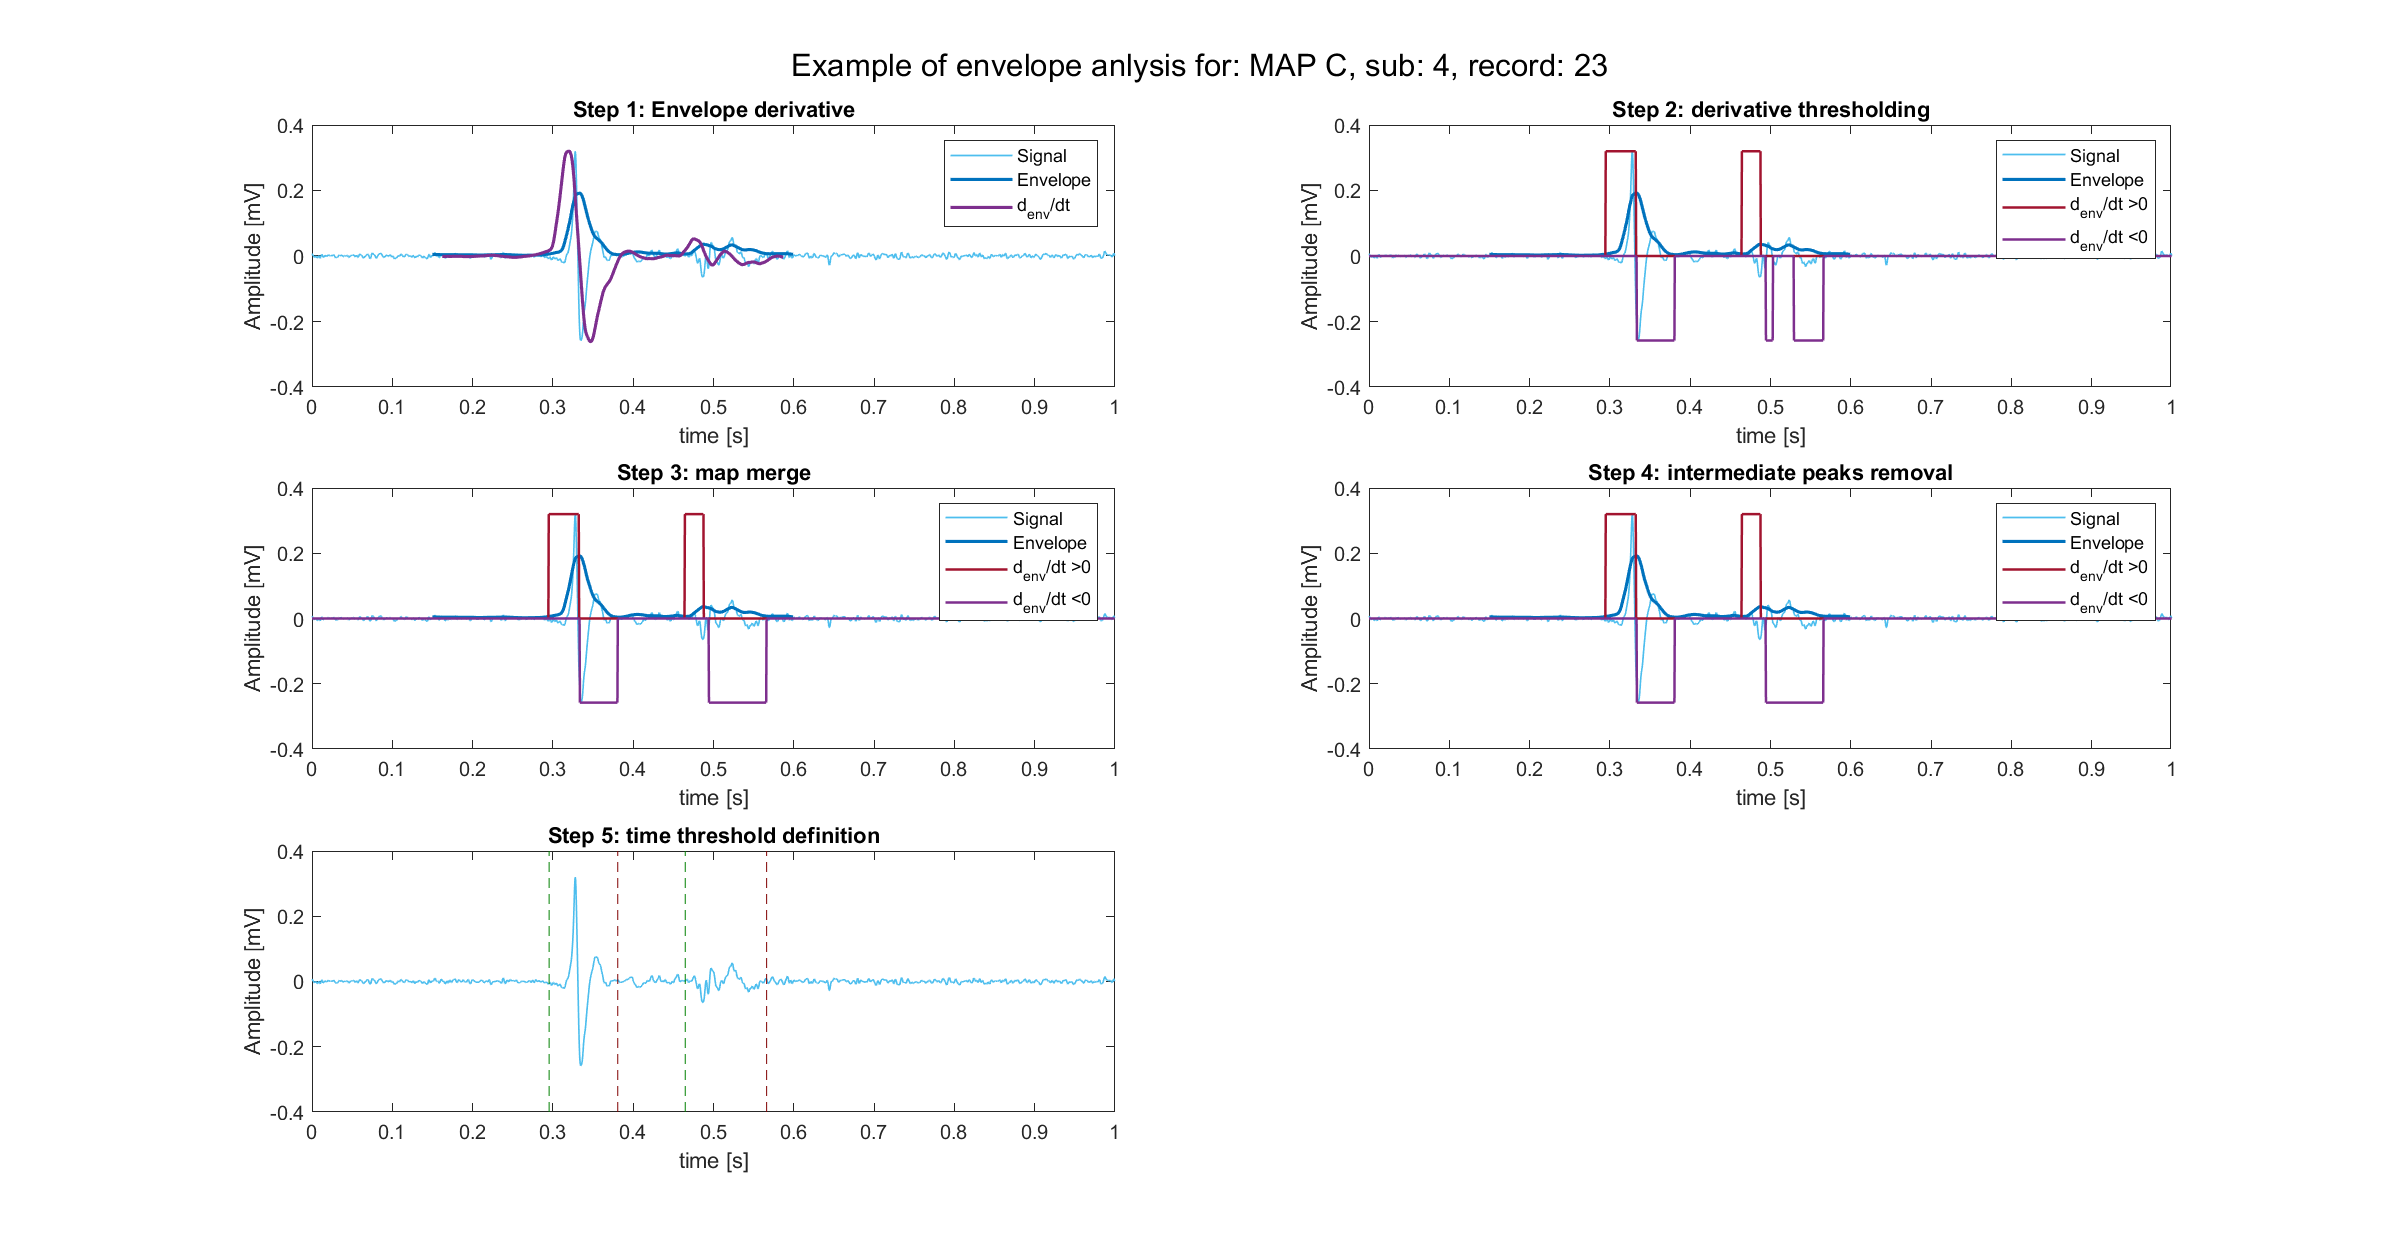 Example of envelope anlysis for: MAP C, sub: 4, record: 23
Step 1: Envelope derivative
0.4
0.2
0
-0.2
-0.4
Amplitude [mV]
0 0.1 0.2 0.3 0.4 0.5 0.6 0.7 0.8 0.9 1
time [s]
Signal
Envelope
d_env/dt
Step 2: derivative thresholding
0.4
0.2
0
-0.2
-0.4
Amplitude [mV]
0 0.1 0.2 0.3 0.4 0.5 0.6 0.7 0.8 0.9 1
time [s]
Signal
Envelope
d_env/dt >0
d_env/dt <0
Step 3: map merge
0.4
0.2
0
-0.2
-0.4
Amplitude [mV]
0 0.1 0.2 0.3 0.4 0.5 0.6 0.7 0.8 0.9 1
time [s]
Signal
Envelope
d_env/dt >0
d_env/dt <0
Step 4: intermediate peaks removal
0.4
0.2
0
-0.2
-0.4
Amplitude [mV]
0 0.1 0.2 0.3 0.4 0.5 0.6 0.7 0.8 0.9 1
time [s]
Signal
Envelope
d_env/dt >0
d_env/dt <0
Step 5: time threshold definition
0.4
0.2
0
-0.2
-0.4
Amplitude [mV]
0 0.1 0.2 0.3 0.4 0.5 0.6 0.7 0.8 0.9 1
time [s]